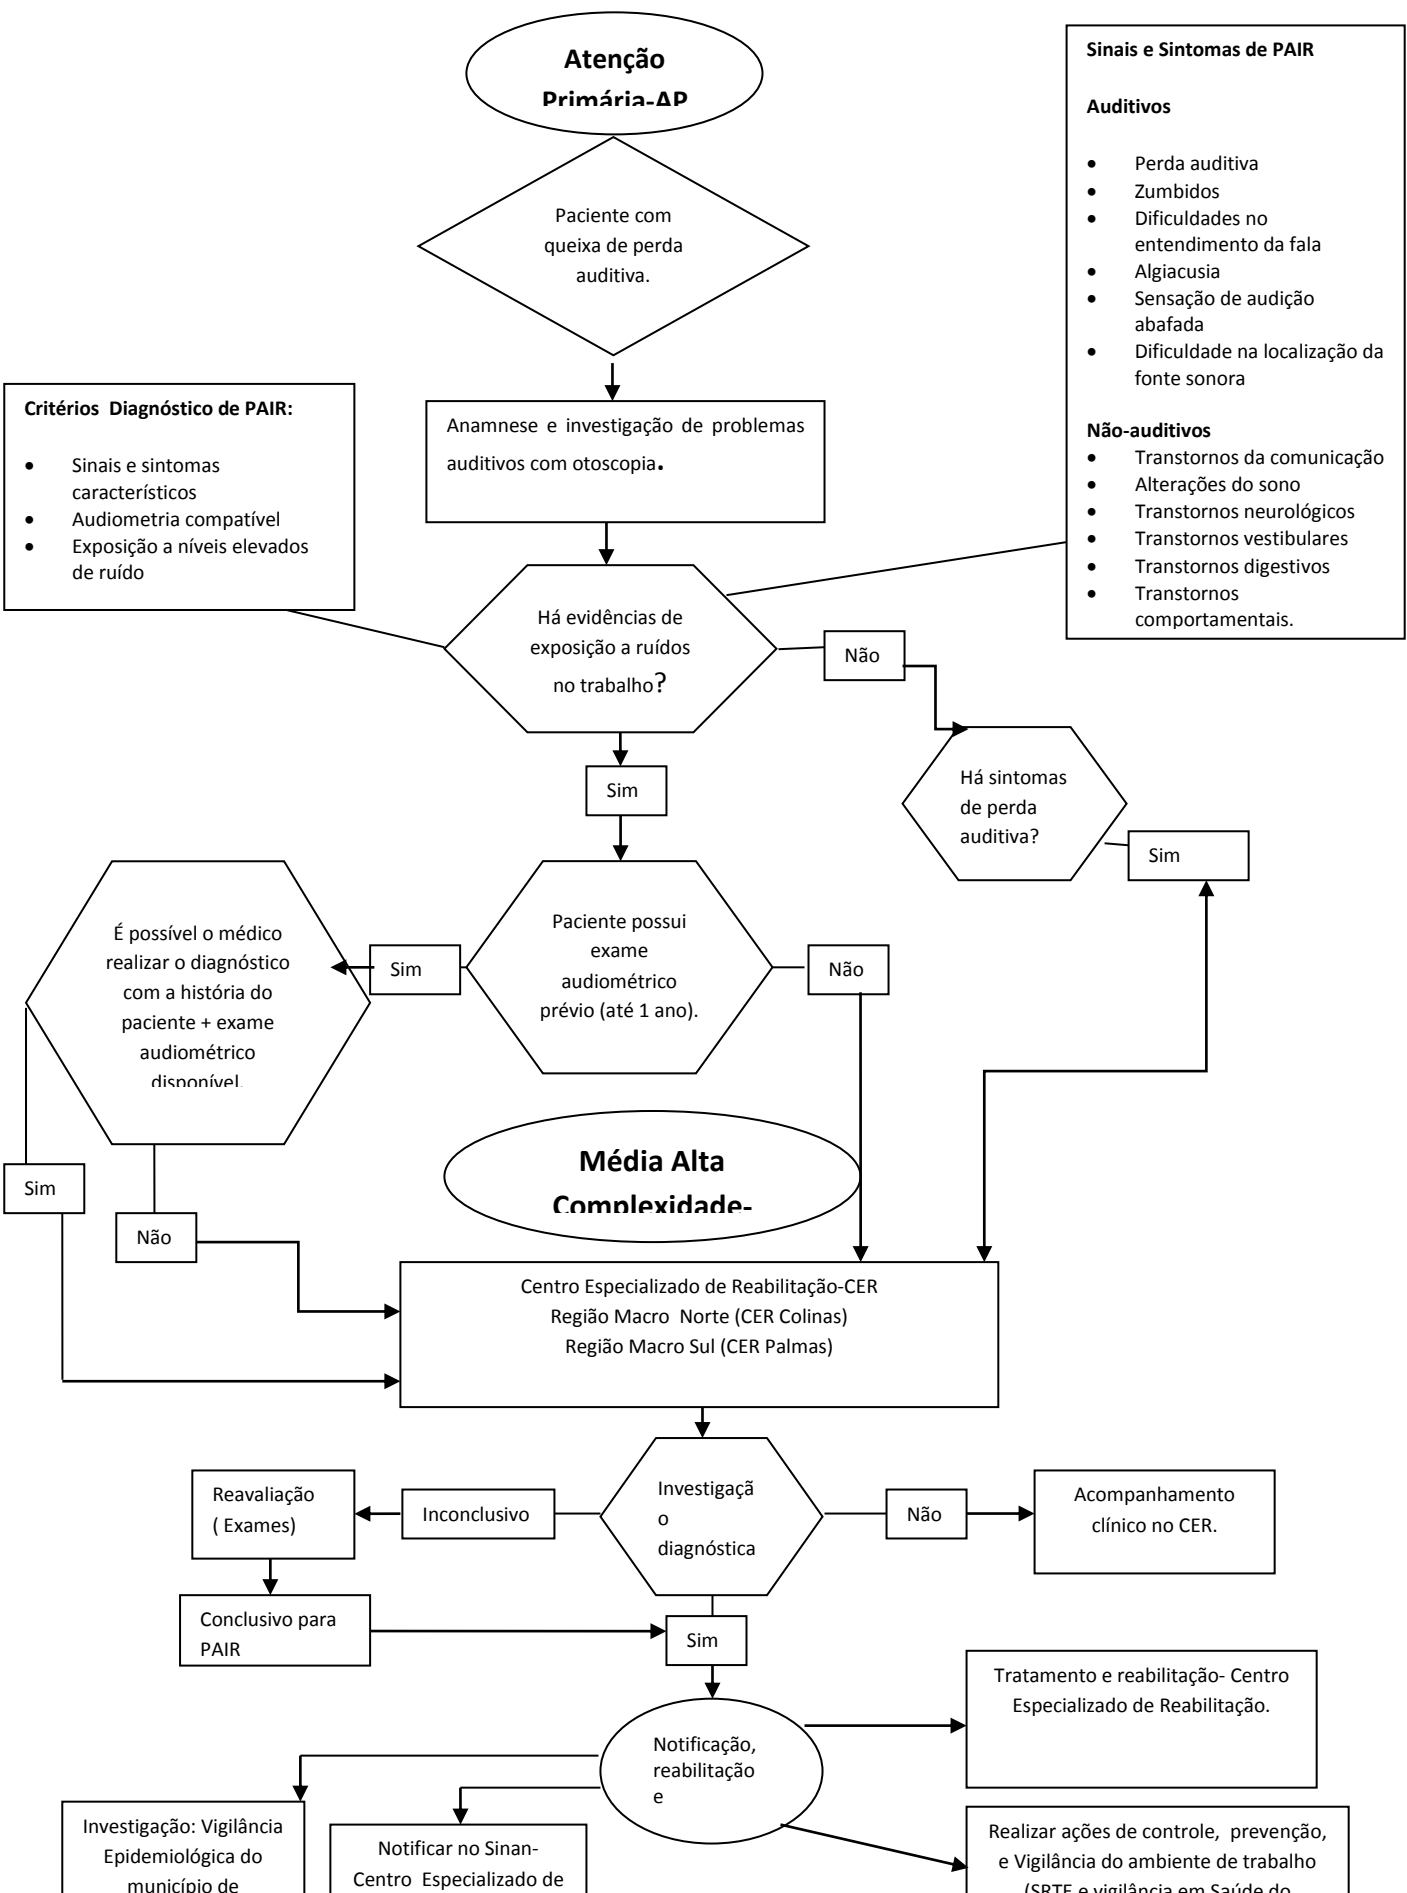 Atenção
Primária-AP
Sinais e Sintomas de PAIR
Auditivos
• Perda auditiva
• Zumbidos
• Dificuldades no
entendimento da fala
• Algiacusia
• Sensação de audição
abafada
• Dificuldade na localização da
fonte sonora
Não-auditivos
• Transtornos da comunicação
• Alterações do sono
• Transtornos neurológicos
• Transtornos vestibulares
• Transtornos digestivos
• Transtornos
comportamentais.
Paciente com
queixa de perda
auditiva.
Critérios Diagnóstico de PAIR:
• Sinais e sintomas
característicos
• Audiometria compatível
• Exposição a níveis elevados
de ruído
Anamnese e investigação de problemas
auditivos com otoscopia.
Há evidências de
exposição a ruídos
no trabalho?
Não
Sim
Há sintomas
de perda
auditiva?
Sim
É possível o médico
realizar o diagnóstico
com a história do
paciente + exame
audiométrico
disponível.
Sim
Paciente possui
exame
audiométrico
prévio (até 1 ano).
Não
Sim
Não
Média Alta
Complexidade-
Centro Especializado de Reabilitação-CER
Região Macro Norte (CER Colinas)
Região Macro Sul (CER Palmas)
Reavaliação
( Exames)
Inconclusivo
Investigaçã
o
diagnóstica
Não
Acompanhamento
clínico no CER.
Conclusivo para
PAIR
Sim
Tratamento e reabilitação- Centro
Especializado de Reabilitação.
Notificação,
reabilitação
e
Investigação: Vigilância
Epidemiológica do
município de
Notificar no Sinan-
Centro Especializado de
Realizar ações de controle, prevenção,
e Vigilância do ambiente de trabalho
(SRTE e vigilância em Saúde do